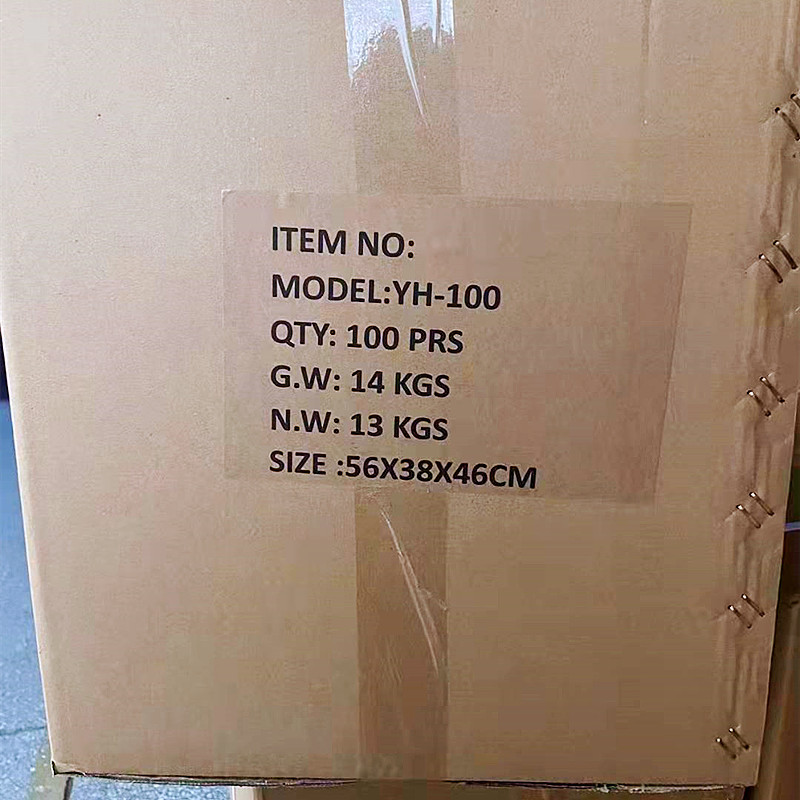 ITEM NO:
MODEL:YH-100
QTY: 100 PRS
G.W: 14 KGS
N.W: 13 KGS
SIZE :56X38X46CM